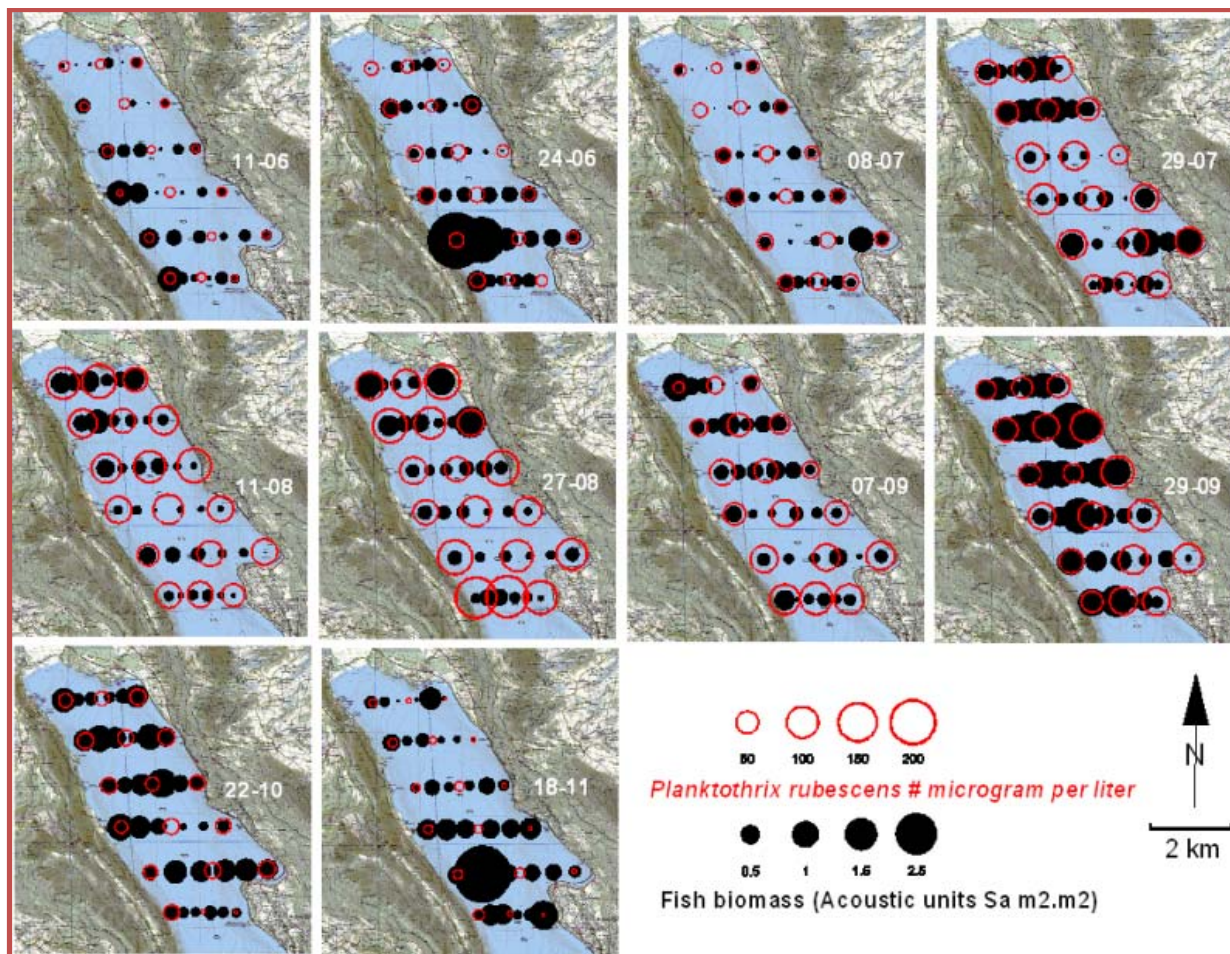 11-06
24-06
08-07
29-07
11-08
27-08
07-09
29-09
22-10
18-11
50 100 150 200
Planktothrix rubescens # microgram per liter
0.5 1 1.5 2.5
Fish biomass (Acoustic units Sa m2.m2)
N
2 km